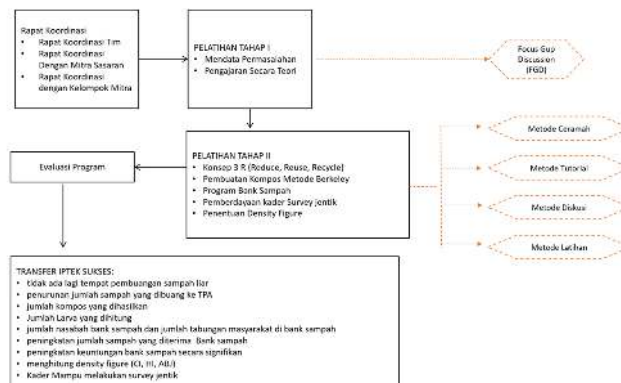 Rapat Koordinasi
• Rapat Koordinasi Tim
• Rapat Koordinasi
Dengan Mitra Sasaran
• Rapat Koordinasi
dengan Kelompok Mitra
PELATIHAN TAHAP I
• Mendata Permasalahan
• Pengajaran Secara Teori
Focus Gup
Discussion
(FGD)
Metode Ceramah
Metode Tutorial
Metode Diskusi
Metode Latihan
PELATIHAN TAHAP II
• Konsep 3 R (Reduce, Reuse, Recycle)
• Pembuatan Kompos Metode Berkeley
• Program Bank Sampah
• Pemberdayaan kader Survey jentik
• Penentuan Density Figure
Evaluasi Program
TRANSFER IPTEK SUKSES:
• tidak ada lagi tempat pembuangan sampah liar
• penurunan jumlah sampah yang dibuang ke TPA
• jumlah kompos yang dihasilkan
• Jumlah Larva yang dihitung
• jumlah nasabah bank sampah dan jumlah tabungan masyarakat di bank sampah
• peningkatan jumlah sampah yang diterima Bank sampah
• peningkatan keuntungan bank sampah secara signifikan
• menghitung density figure (CI, HI, ABJ)
• Kader Mampu melakukan survey jentik